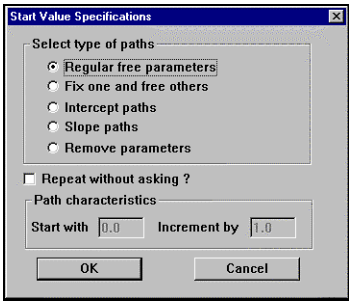 Start Value Specifications
Select type of paths
Regular free parameters
Fix one and free others
Intercept paths
Slope paths
Remove parameters
Repeat without asking ?
Path characteristics
Start with 0.0 Increment by 1.0
OK Cancel